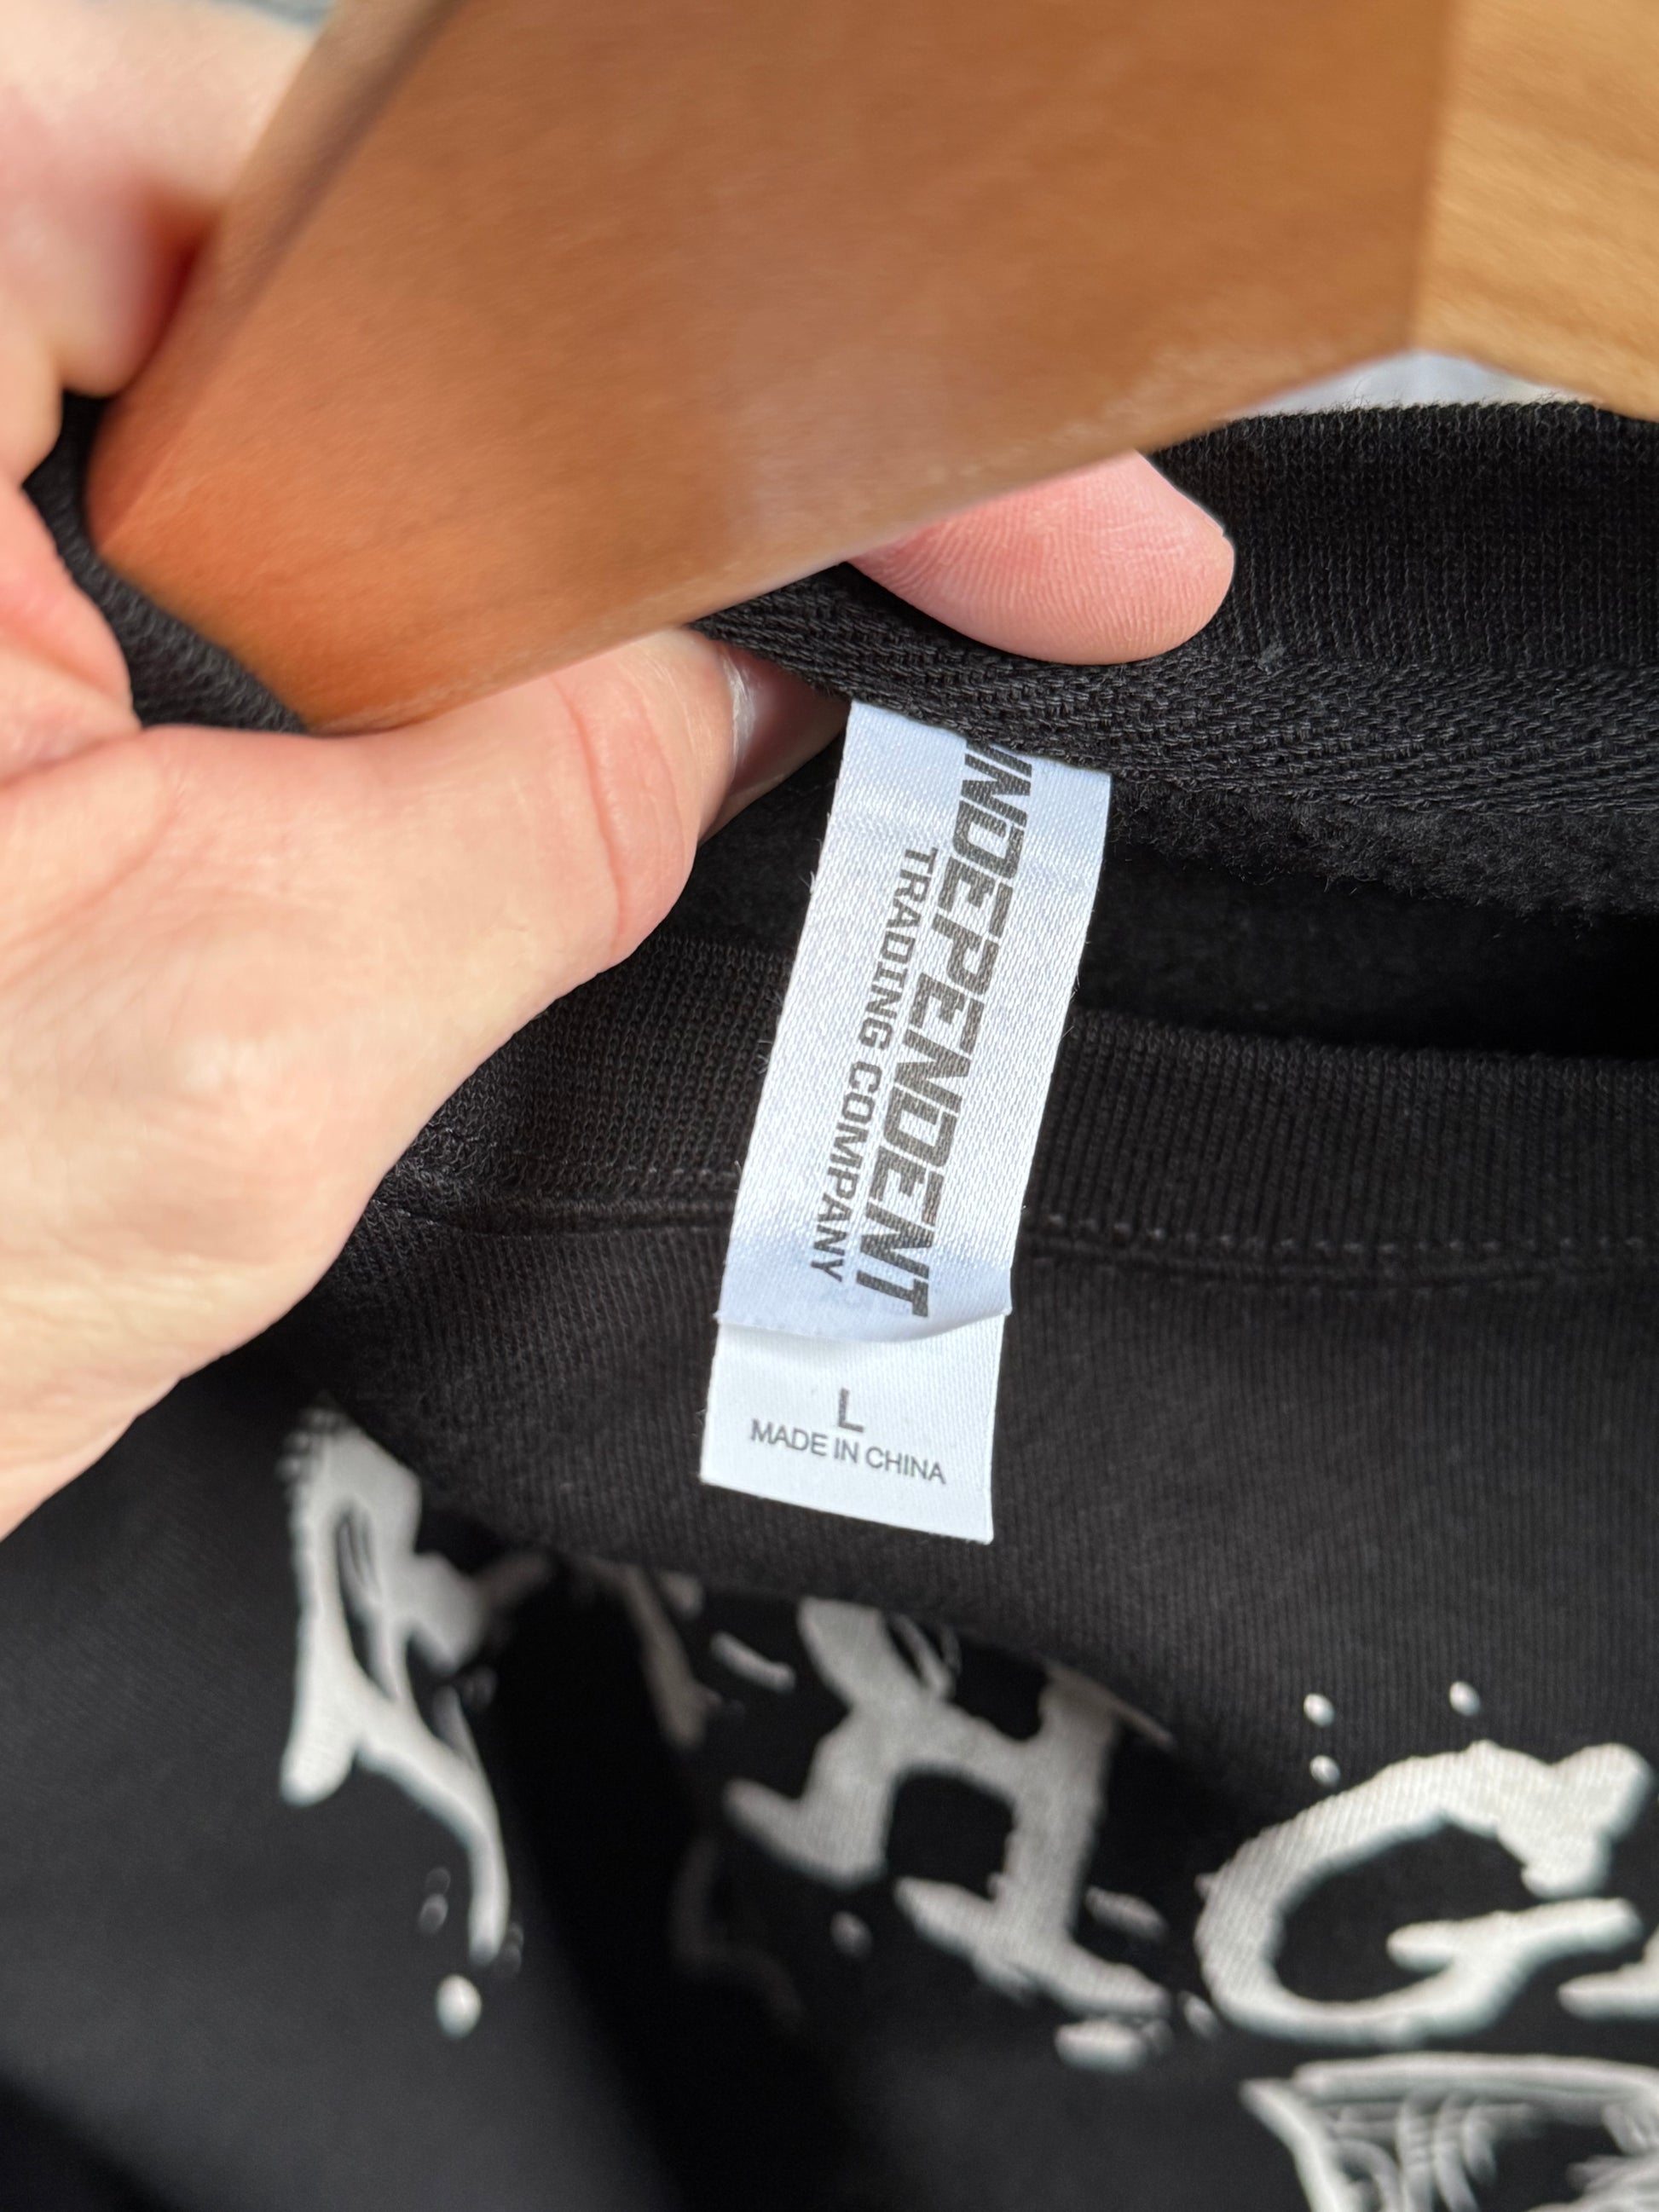 INDEPENDENT
TRADING COMPANY
L
MADE IN CHINA